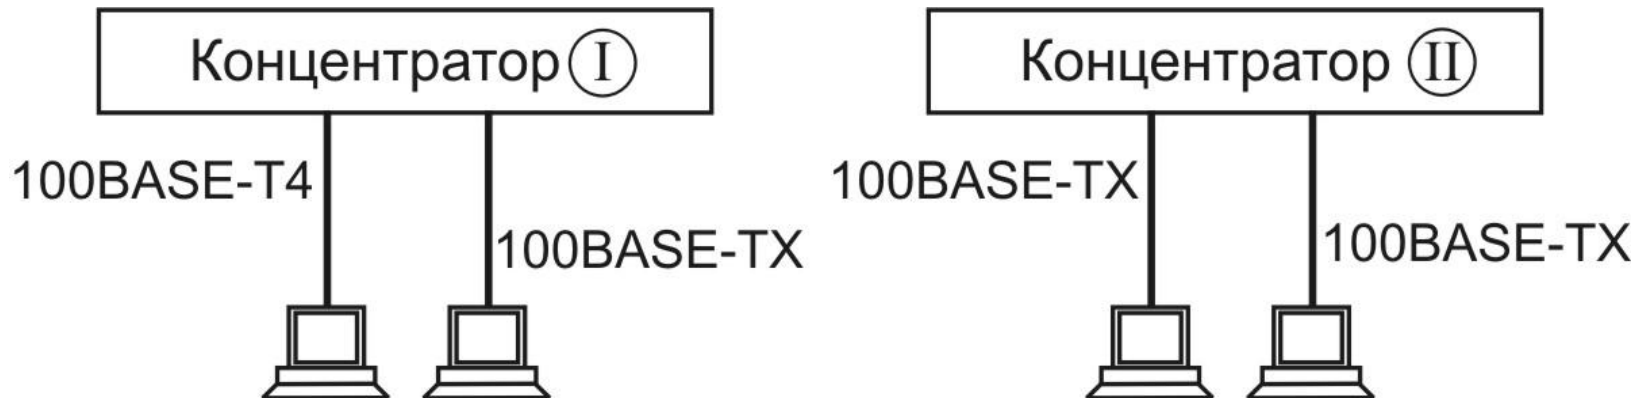 Концентратор I
Концентратор II
100BASE-T4
100BASE-TX
100BASE-TX
100BASE-TX